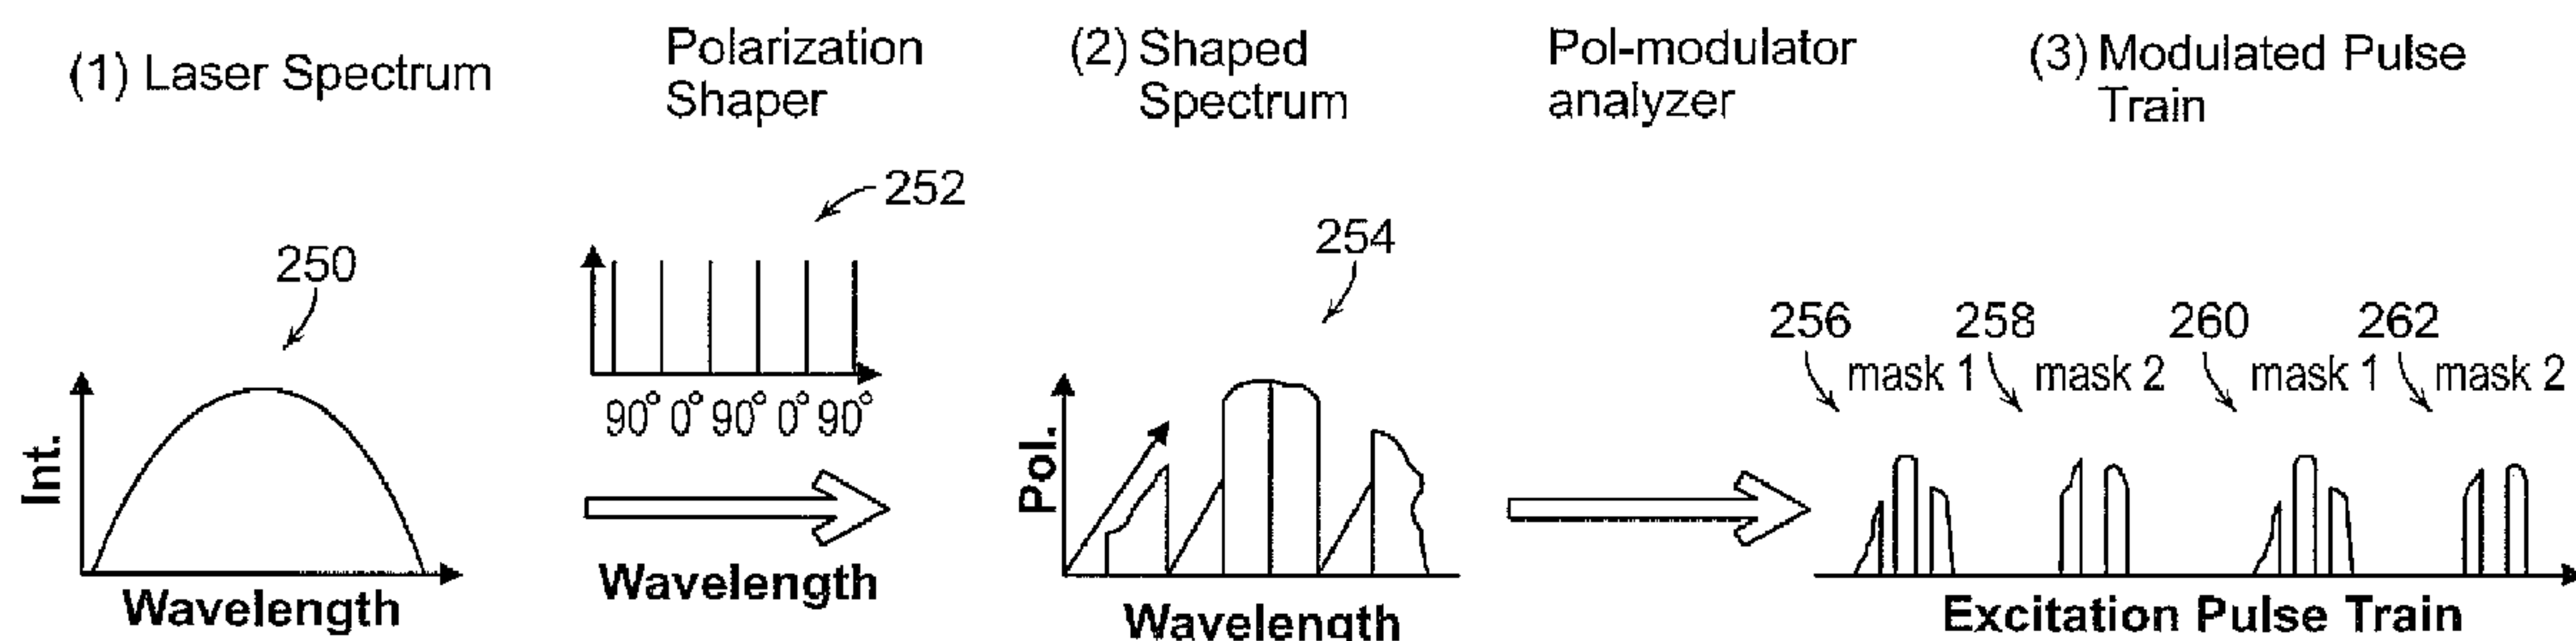 (1) Laser Spectrum
Polarization
Shaper
(2) Shaped
Spectrum
Pol-modulator
analyzer
(3) Modulated Pulse
Train
250
252
254
256
258
260
262
mask 1
mask 2
mask 1
mask 2
90° 0° 90° 0° 90°
Int.
Pol.
Wavelength
Wavelength
Wavelength
Excitation Pulse Train